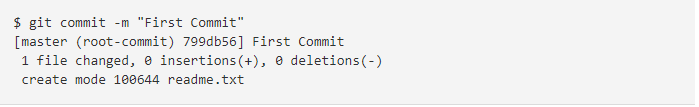 $ git commit -m "First Commit"
[master (root-commit) 799db56] First Commit
 1 file changed, 0 insertions(+), 0 deletions(-)
 create mode 100644 readme.txt